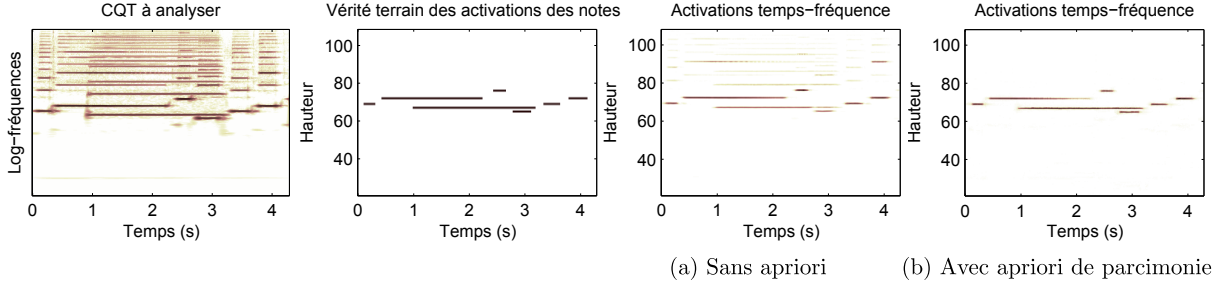 CQT à analyser
Log−fréquences
0 1 2 3 4
Temps (s)
Vérité terrain des activations des notes
Hauteur
100
80
60
40
0 1 2 3 4
Temps (s)
Activations temps−fréquence
Hauteur
100
80
60
40
20
0 1 2 3 4
Temps (s)
(a) Sans apriori
Activations temps−fréquence
Hauteur
100
80
60
40
20
0 1 2 3 4
Temps (s)
(b) Avec apriori de parcimonie